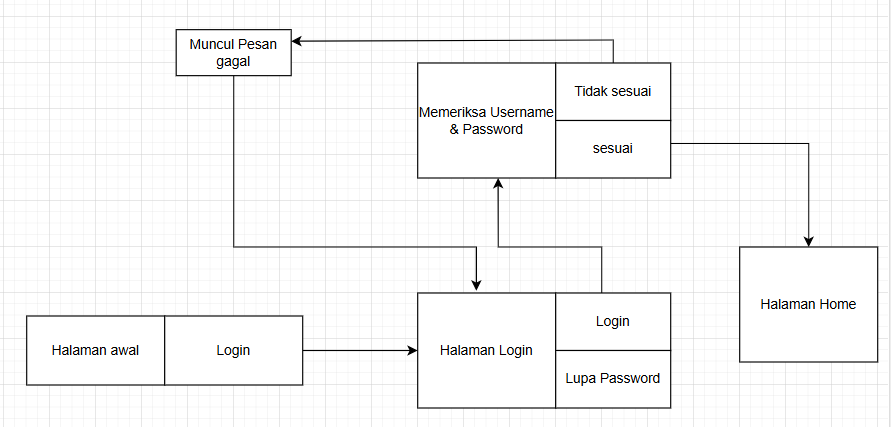 Muncul Pesan
gagal
Memeriksa Username
& Password
Tidak sesuai
sesuai
Halaman awal
Login
Halaman Login
Login
Lupa Password
Halaman Home